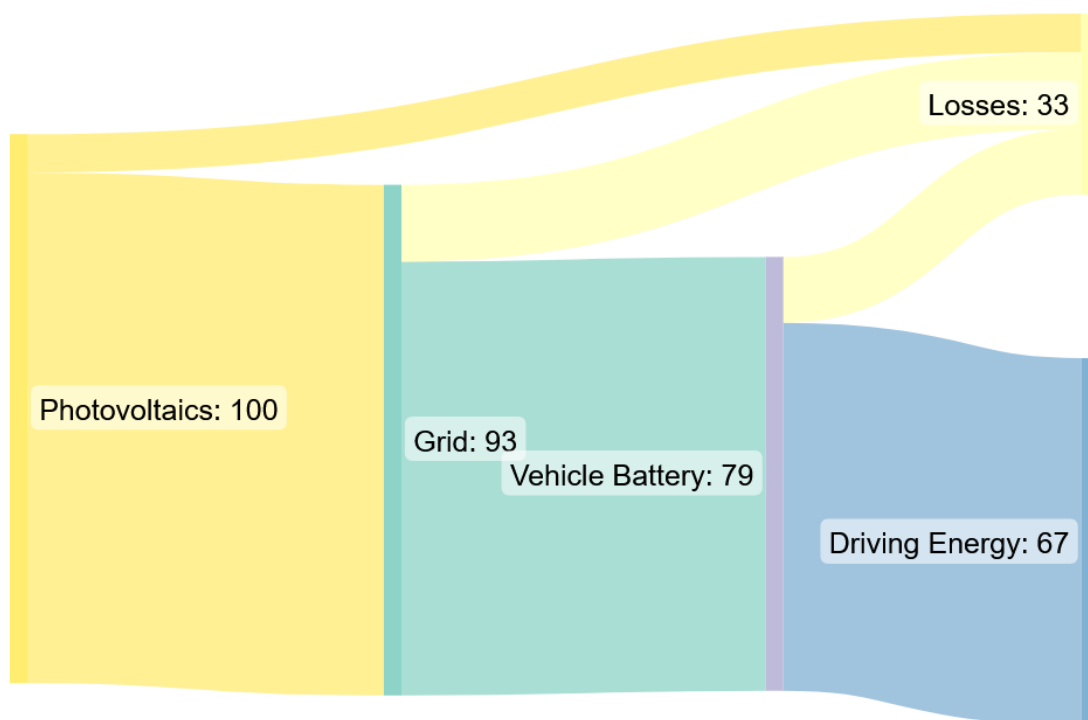 Losses: 33
Photovoltaics: 100
Grid: 93
Vehicle Battery: 79
Driving Energy: 67